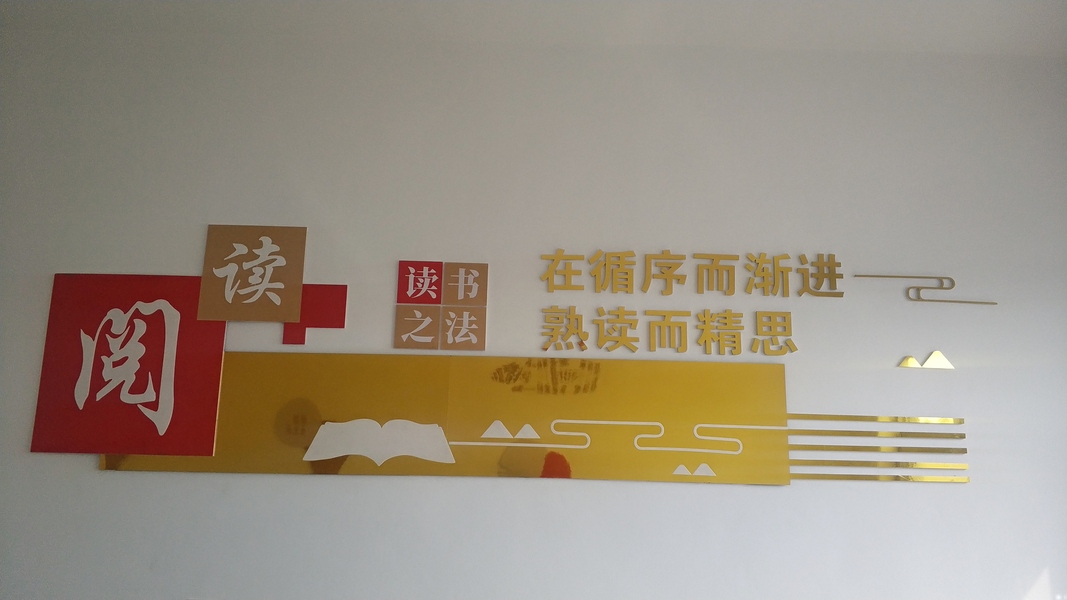 阅读
读书
之法
在循序而渐进
熟读而精思